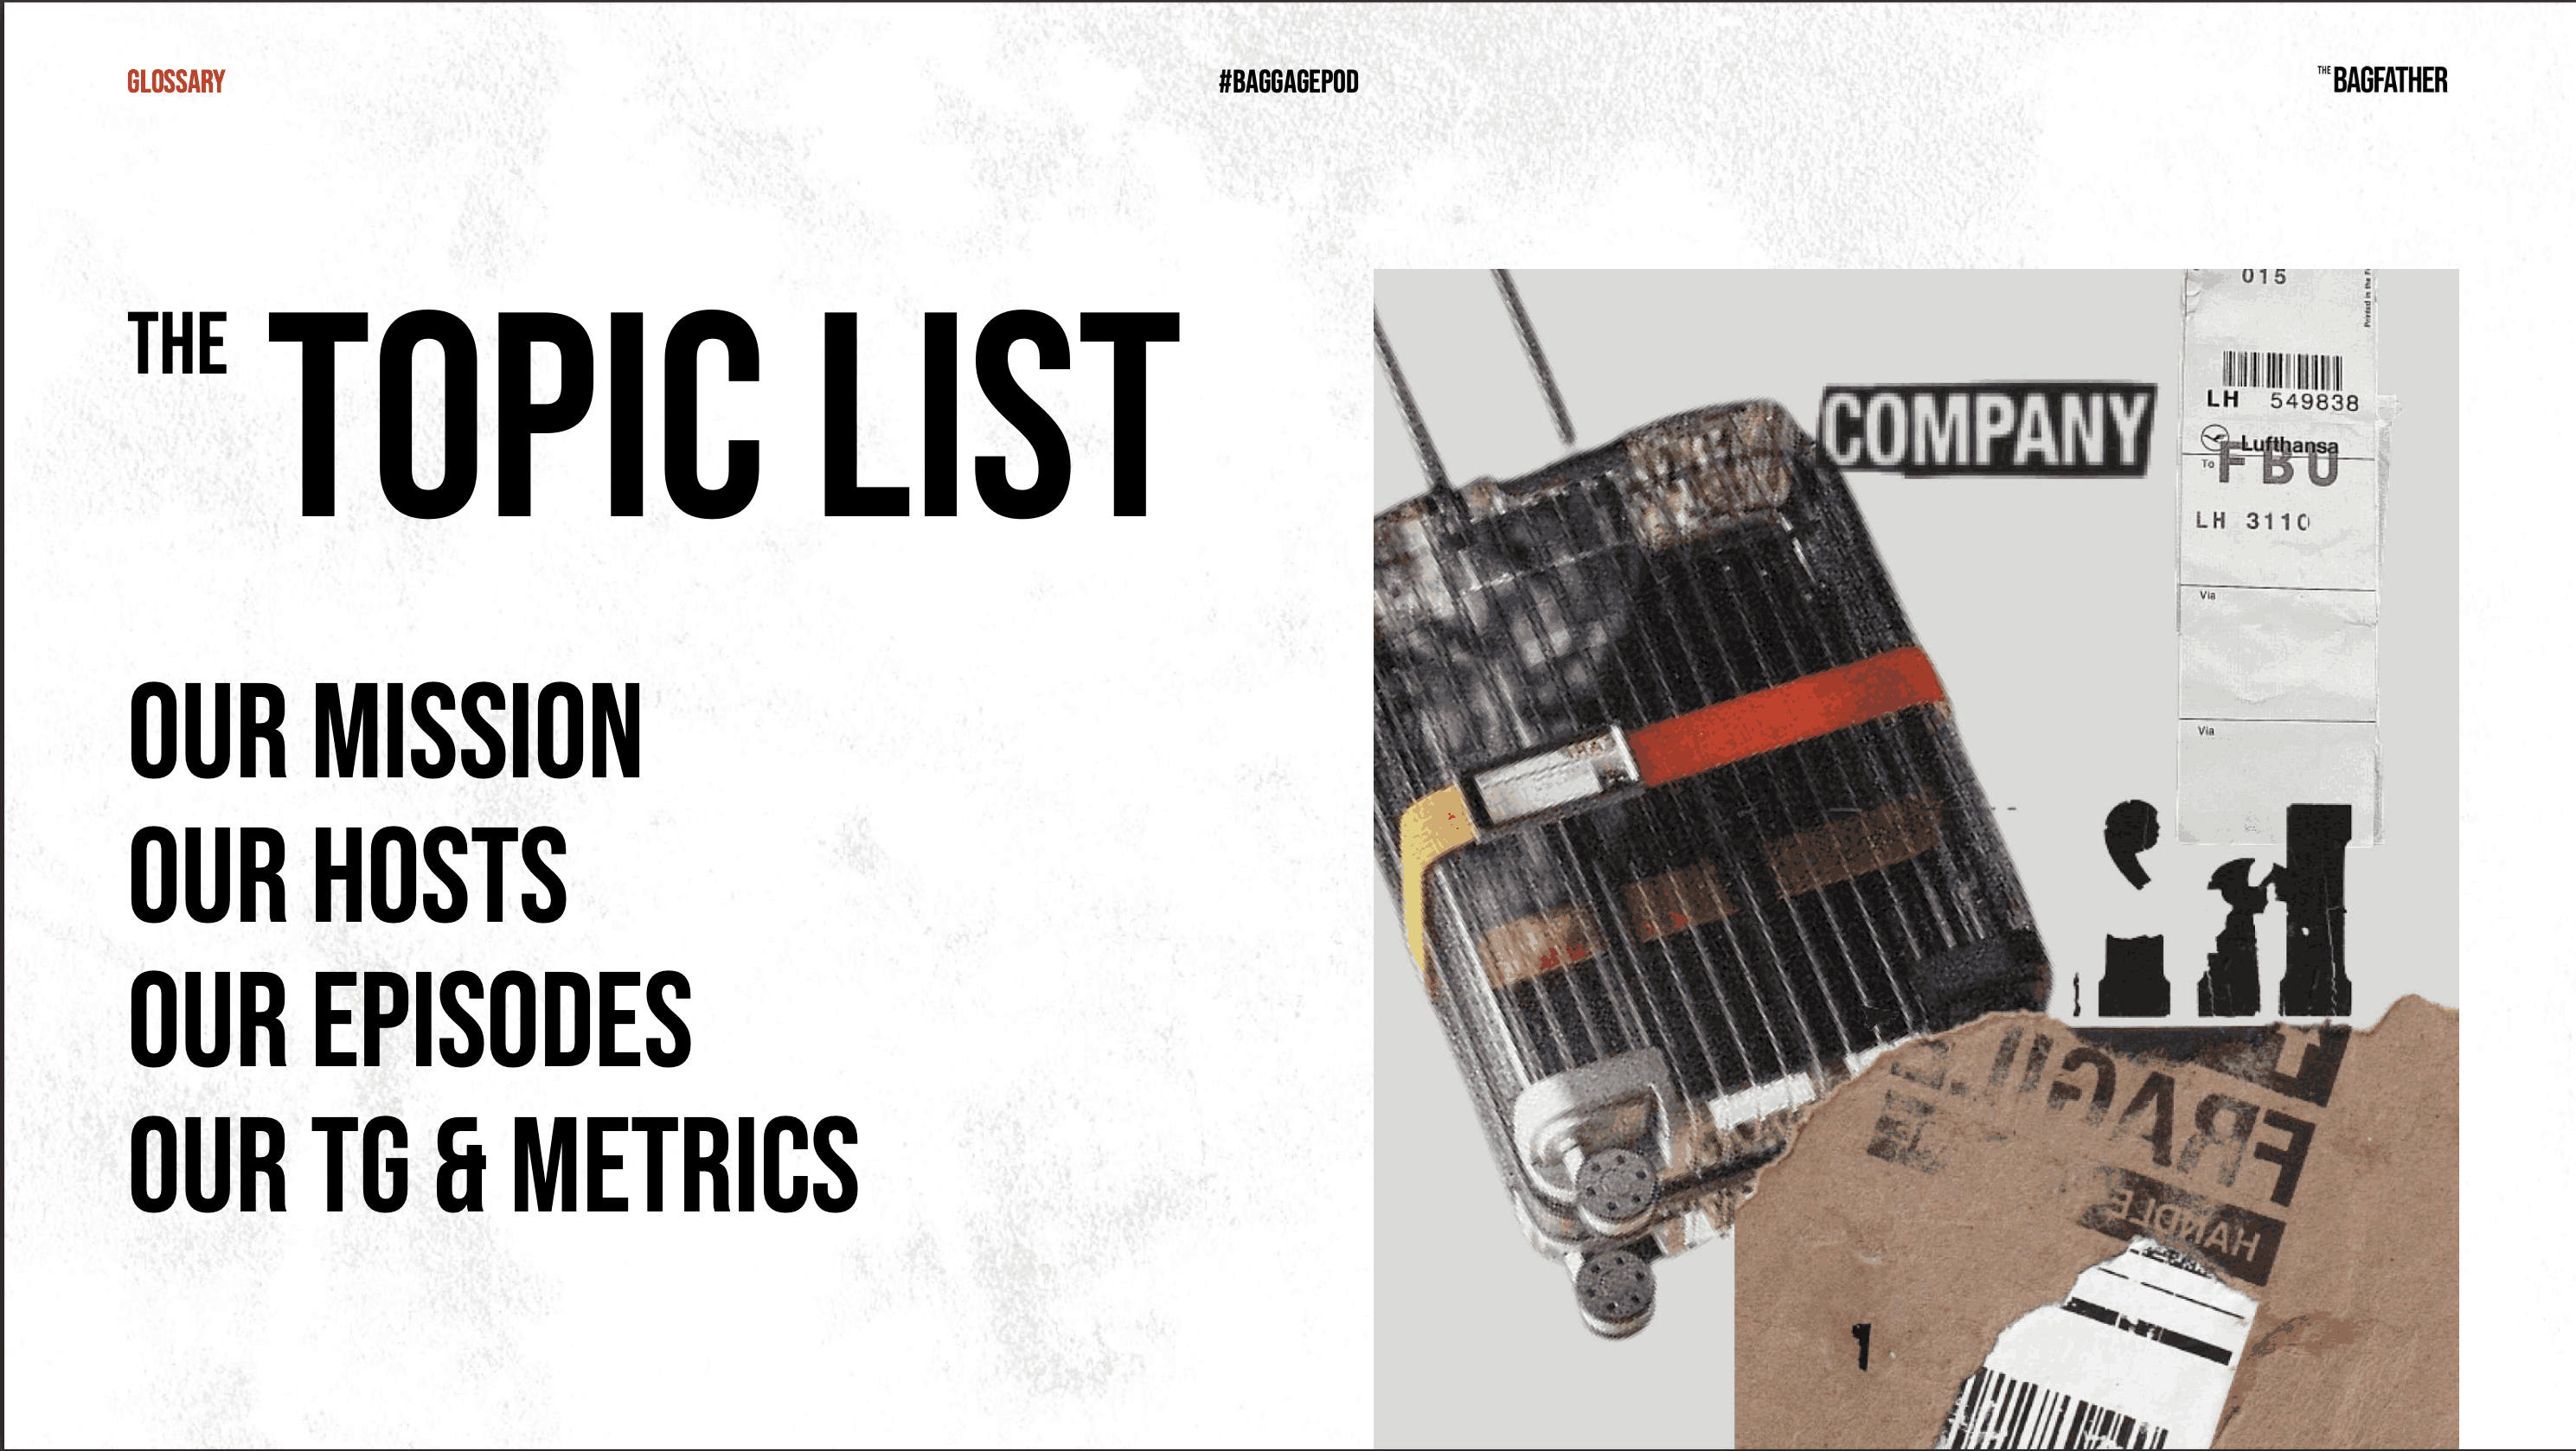 GLOSSARY
#BAGGAGEPOD
THE BAGFATHER
THE TOPIC LIST
OUR MISSION
OUR HOSTS
OUR EPISODES
OUR TG & METRICS
COMPANY
015
LH 549838
Lufthansa
To FBU
LH 3110
Via
Via
FRAGILE
HANDLE
1